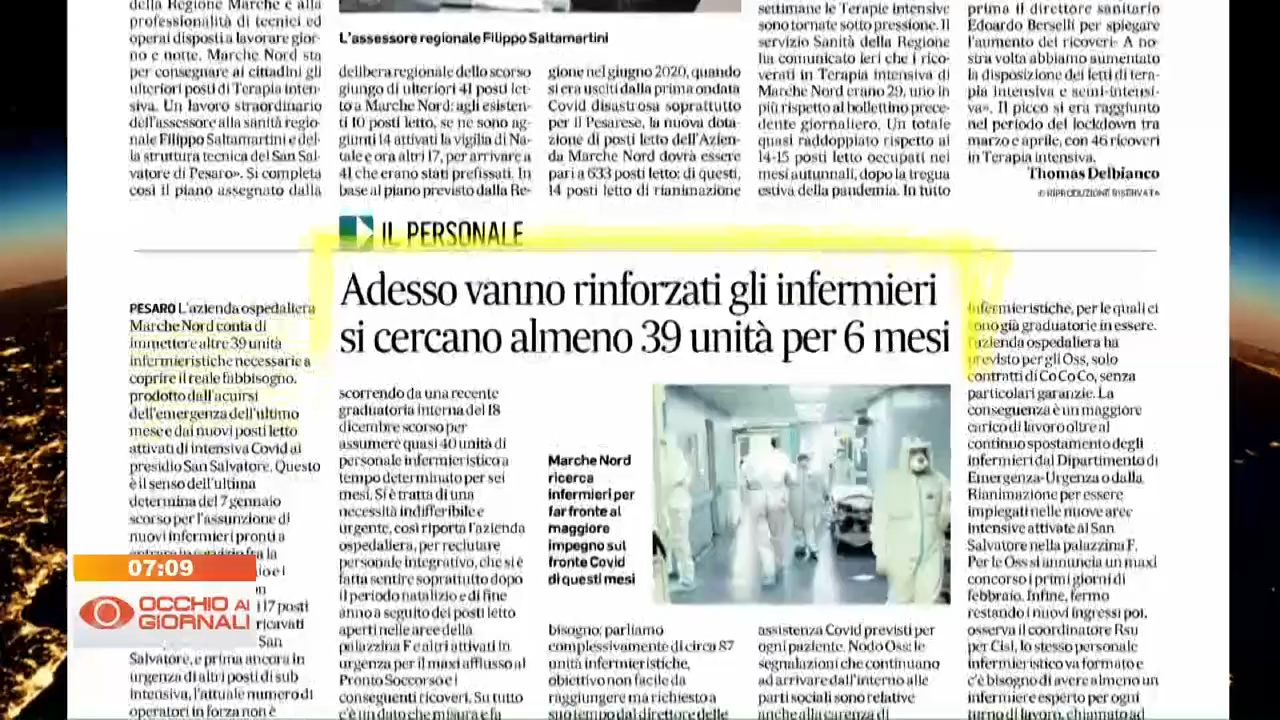 della Regione Marche e alla
professionalità di tecnici ed
operai disposti a lavorare gior-
no e notte. Marche Nord sta
per consegnare ai cittadini gli
ulteriori posti di Terapia inten-
siva. Un lavoro straordinario
dell'assessore alla sanità regio-
nale Filippo Saltamartini e del-
la struttura tecnica del San Sal-
vatore di Pesaro». Si completa
così il piano assegnato dalla
L'assessore regionale Filippo Saltamartini
delibera regionale dello scorso
giungo di ulteriori 41 posti let-
to a Marche Nord: agli esisten-
ti 10 posti letto, se ne sono ag-
giunti 14 attivati la vigilia di Na-
tale e ora altri 17, per arrivare a
41 che erano stati prefissati. In
base al piano previsto dalla Re-
gione nel giugno 2020, quando
si era usciti dalla prima ondata
Covid disastrosa soprattutto
per il Pesarese, la nuova dota-
zione di posti letto dell'Azien-
da Marche Nord dovrà essere
pari a 633 posti letto: di questi,
14 posti letto di rianimazione
settimane le Terapie Intensive
sono tornate sotto pressione. Il
servizio Sanità della Regione
ha comunicato ieri che i rico-
verati in Terapia intensiva di
Marche Nord erano 29, uno in
più rispetto al bollettino prece-
dente giornaliero. Un totale
quasi raddoppiato rispetto ai
14-15 posti letto occupati nei
mesi autunnali, dopo la tregua
estiva della pandemia. In tutto
prima il direttore sanitario
Edoardo Berselli per spiegare
l'aumento dei ricoveri- A no-
stra volta abbiamo aumentato
la disposizione dei letti di tera-
pia intensiva e semi-intensi-
va». Il picco si era raggiunto
nel periodo del lockdown tra
marzo e aprile, con 46 ricoveri
in Terapia intensiva.
Thomas Delbianco
© RIPRODUZIONE RISERVATA
IL PERSONALE
Adesso vanno rinforzati gli infermieri
si cercano almeno 39 unità per 6 mesi
PESARO L'azienda ospedaliera
Marche Nord conta di
immettere altre 39 unità
infermieristiche necessarie a
coprire il reale fabbisogno,
prodotto dall'acuirsi
dell'emergenza dell'ultimo
mese e dai nuovi posti letto
attivati di intensiva Covid al
presidio San Salvatore. Questo
è il senso dell'ultima
determina del 7 gennaio
scorso per l'assunzione di
nuovi infermieri pronti a
fra la
i 17 posti
ricavati
San
Salvatore, e prima ancora in
urgenza di altri posti di sub
intensiva, l'attuale numero di
operatori in forza non è
scorrendo da una recente
graduatoria interna del 18
dicembre scorso per
assumere quasi 40 unità di
personale infermieristico a
tempo determinato per sei
mesi. Si è tratta di una
necessità indifferibile e
urgente, così riporta l'azienda
ospedaliera, per reclutare
personale integrativo, che si è
fatta sentire soprattutto dopo
il periodo natalizio e di fine
anno a seguito dei posti letto
aperti nelle aree della
palazzina F e altri attivati in
urgenza per il maxi afflusso al
Pronto Soccorso e i
conseguenti ricoveri. Su tutto
c'è un dato che misura e fa
Marche Nord
ricerca
infermieri per
far fronte al
maggiore
impegno sul
fronte Covid
di questi mesi
bisogno: parliamo
complessivamente di circa 87
unità infermieristiche,
obiettivo non facile da
raggiungere ma richiesto a
suo tempo dal direttore delle
assistenza Covid previsti per
ogni paziente. Nodo Oss: le
segnalazioni che continuano
ad arrivare dall'interno alle
parti sociali sono relative
anche alla carenza di
infermieristiche, per le quali ci
sono già graduatorie in essere.
l'azienda ospedaliera ha
previsto per gli Oss, solo
contratti di Co Co Co, senza
particolari garanzie. La
conseguenza è un maggiore
carico di lavoro oltre al
continuo spostamento degli
infermieri dal Dipartimento di
Emergenza-Urgenza o dalla
Rianimazione per essere
impiegati nelle nuove aree
intensive attivate al San
Salvatore nella palazzina F.
Per le Oss si annuncia un maxi
concorso i primi giorni di
febbraio. Infine, fermo
restando i nuovi ingressi poi,
osserva il coordinatore Rsu
per Cisl, lo stesso personale
infermieristico va formato e
c'è bisogno di avere almeno un
infermiere esperto per ogni
turno di lavoro, chiamato ad
07:09
OCCHIO AI
GIORNALI